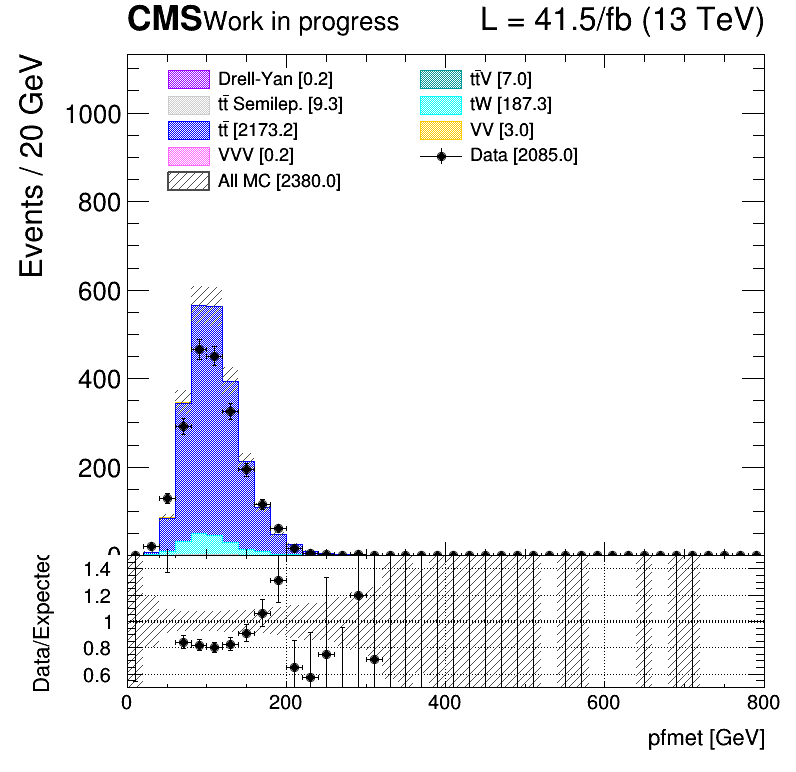 CMS Work in progress L = 41.5/fb (13 TeV)
Events / 20 GeV
Drell-Yan [0.2]
tt̄V [7.0]
tt̄ Semilep. [9.3]
tW [187.3]
tt̄ [2173.2]
VV [3.0]
VVV [0.2]
Data [2085.0]
All MC [2380.0]
1000
800
600
400
200
0
Data/Expected
1.4
1.2
1
0.8
0.6
0 200 400 600 800
pfmet [GeV]